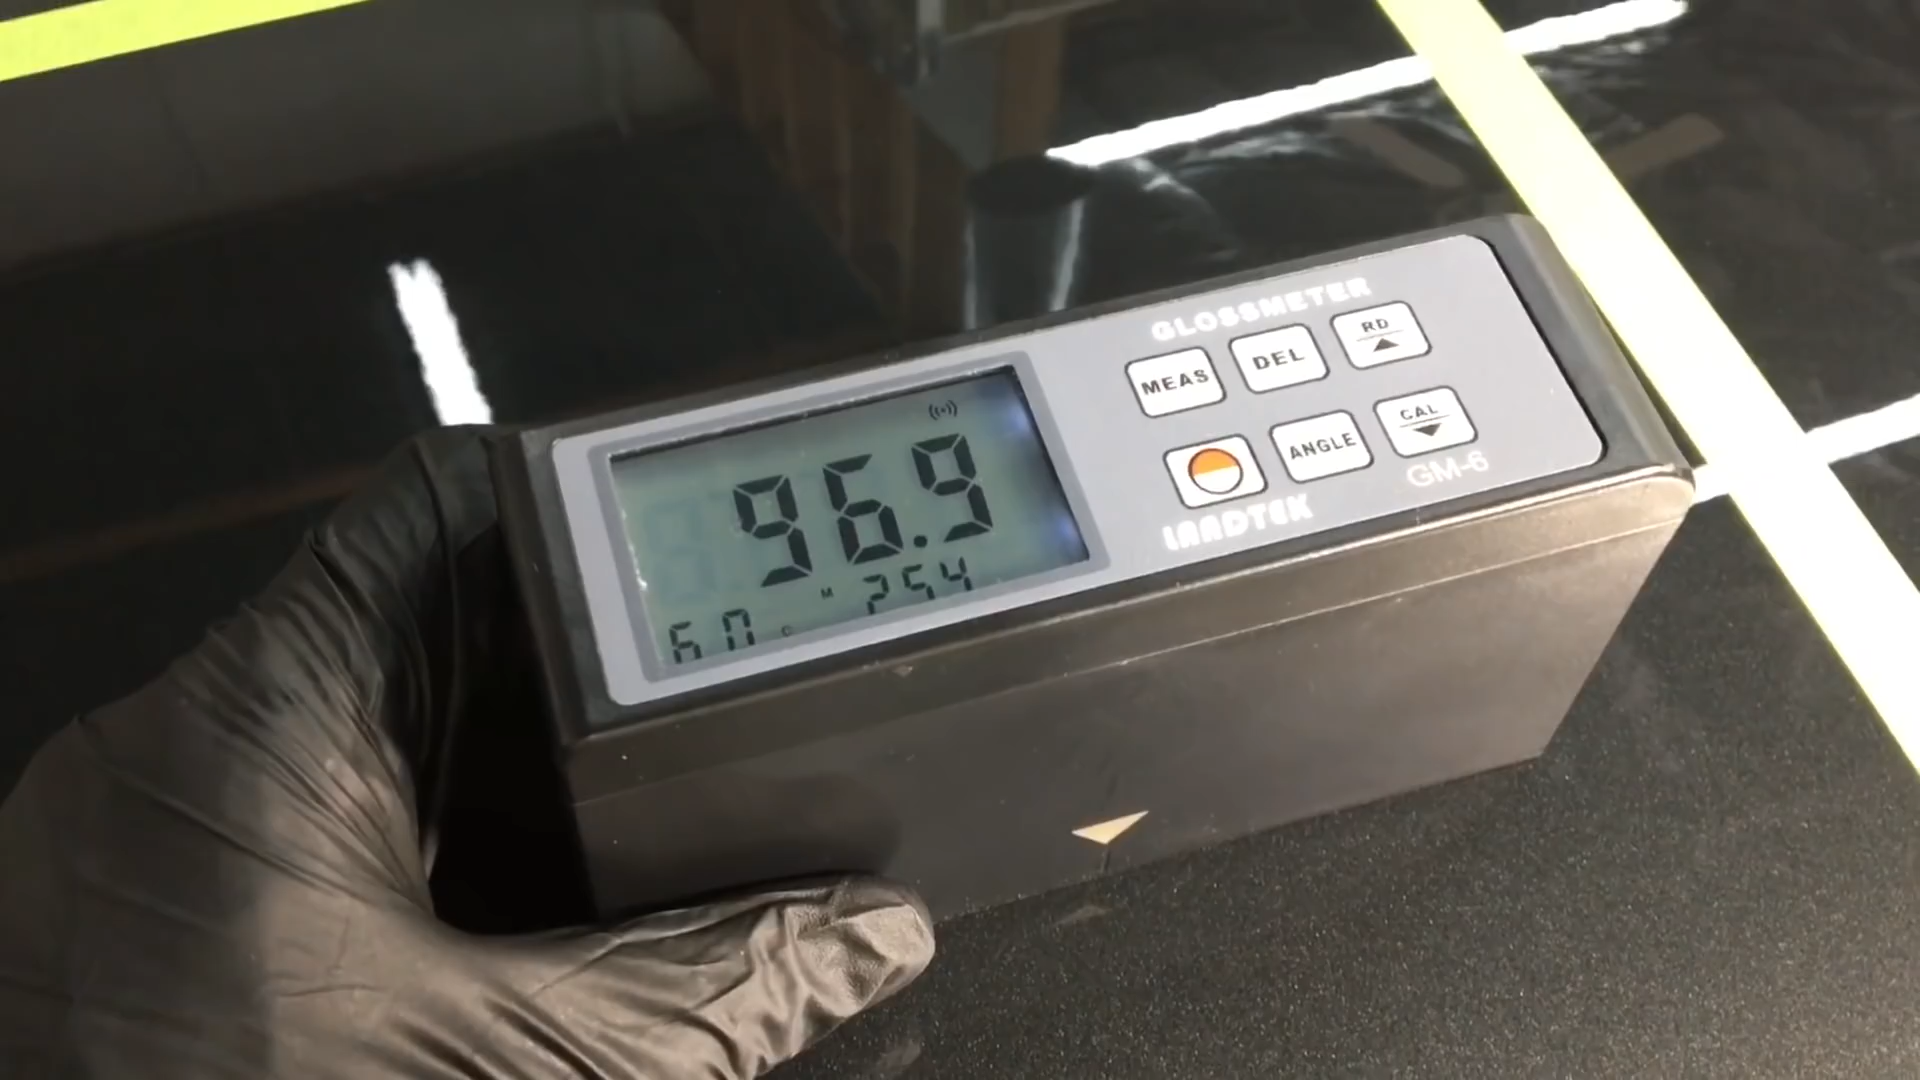 GLOSSMETER
MEAS DEL RD
ANGLE CAL
GM-6
LANDTEK
96.9
M 254
60 C